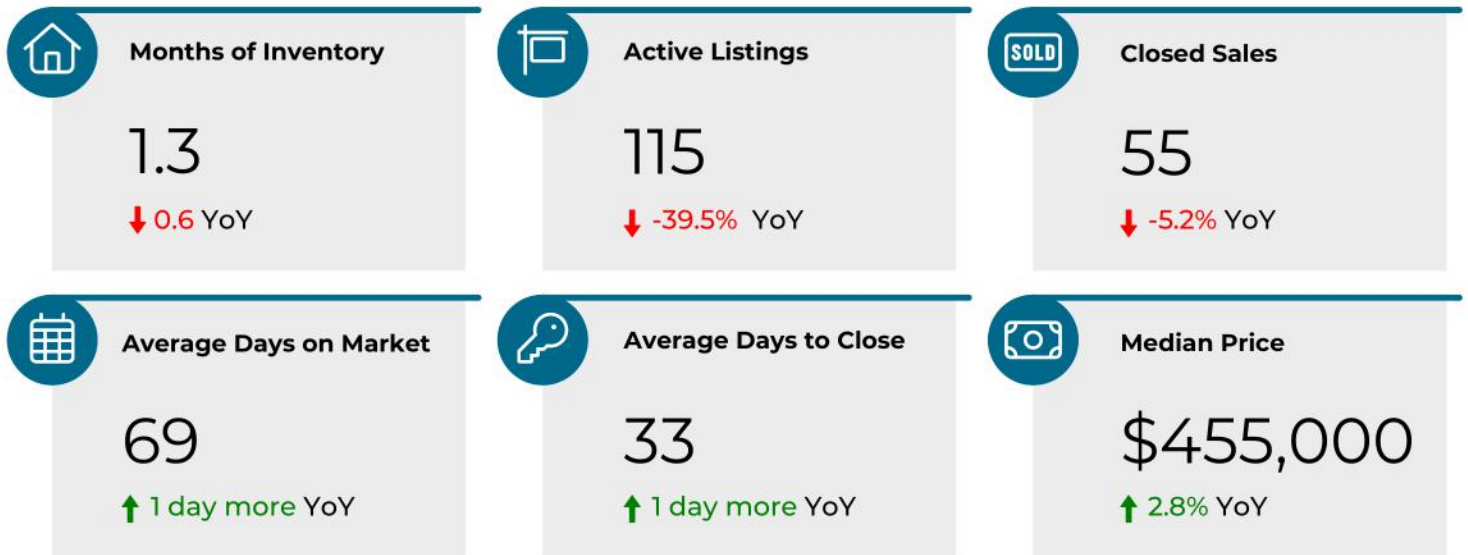 Months of Inventory
1.3
↓ 0.6 YoY
Active Listings
115
↓ -39.5% YoY
SOLD
Closed Sales
55
↓ -5.2% YoY
Average Days on Market
69
↑ 1 day more YoY
Average Days to Close
33
↑ 1 day more YoY
Median Price
$455,000
↑ 2.8% YoY